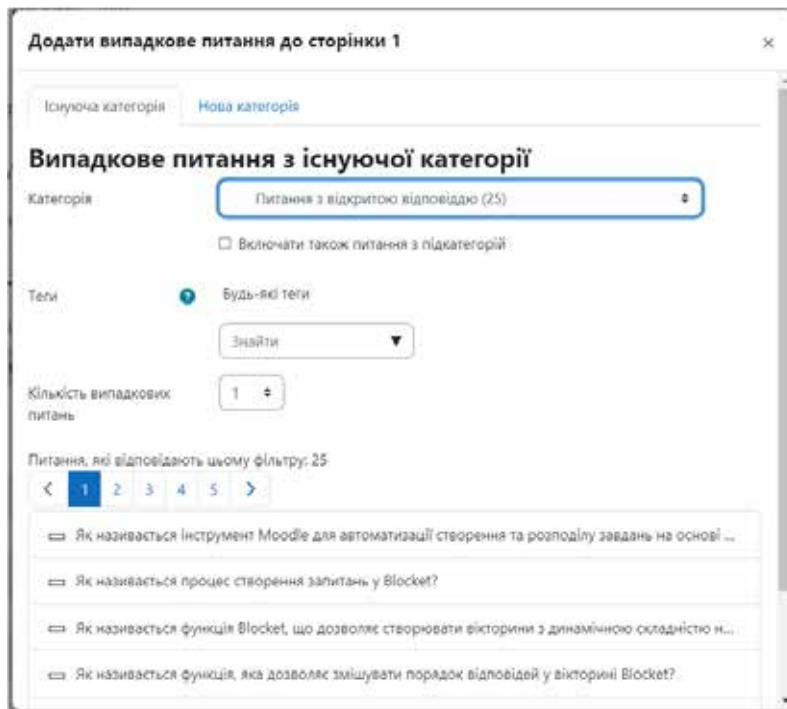 Додати випадкове питання до сторінки 1
×
Існуюча категорія Нова категорія
Випадкове питання з існуючої категорії
Категорія Питання з відкритою відповіддю (25)
Включати також питання з підкатегорій
Теги ? Будь-які теги
Знайти ▼
Кількість випадкових 1
питань
Питання, які відповідають цьому фільтру: 25
< 1 2 3 4 5 >
Як називається інструмент Moodle для автоматизації створення та розподілу завдань на основі ...
Як називається процес створення запитань у Blocket?
Як називається функція Blocket, що дозволяє створювати вікторини з динамічною складністю н...
Як називається функція, яка дозволяє змішувати порядок відповідей у вікторині Blocket?